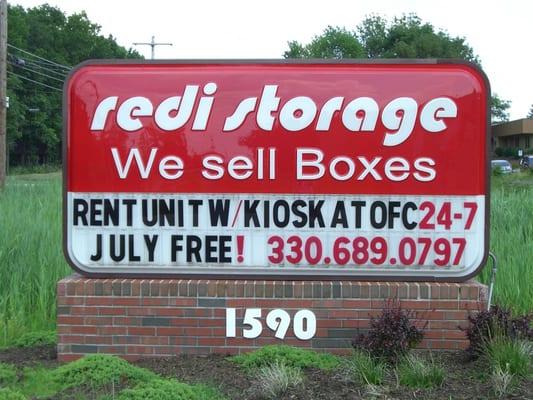 redi storage
We sell Boxes
RENT UNIT W/KIOSK AT OFC 24-7
JULY FREE! 330.689.0797
1590